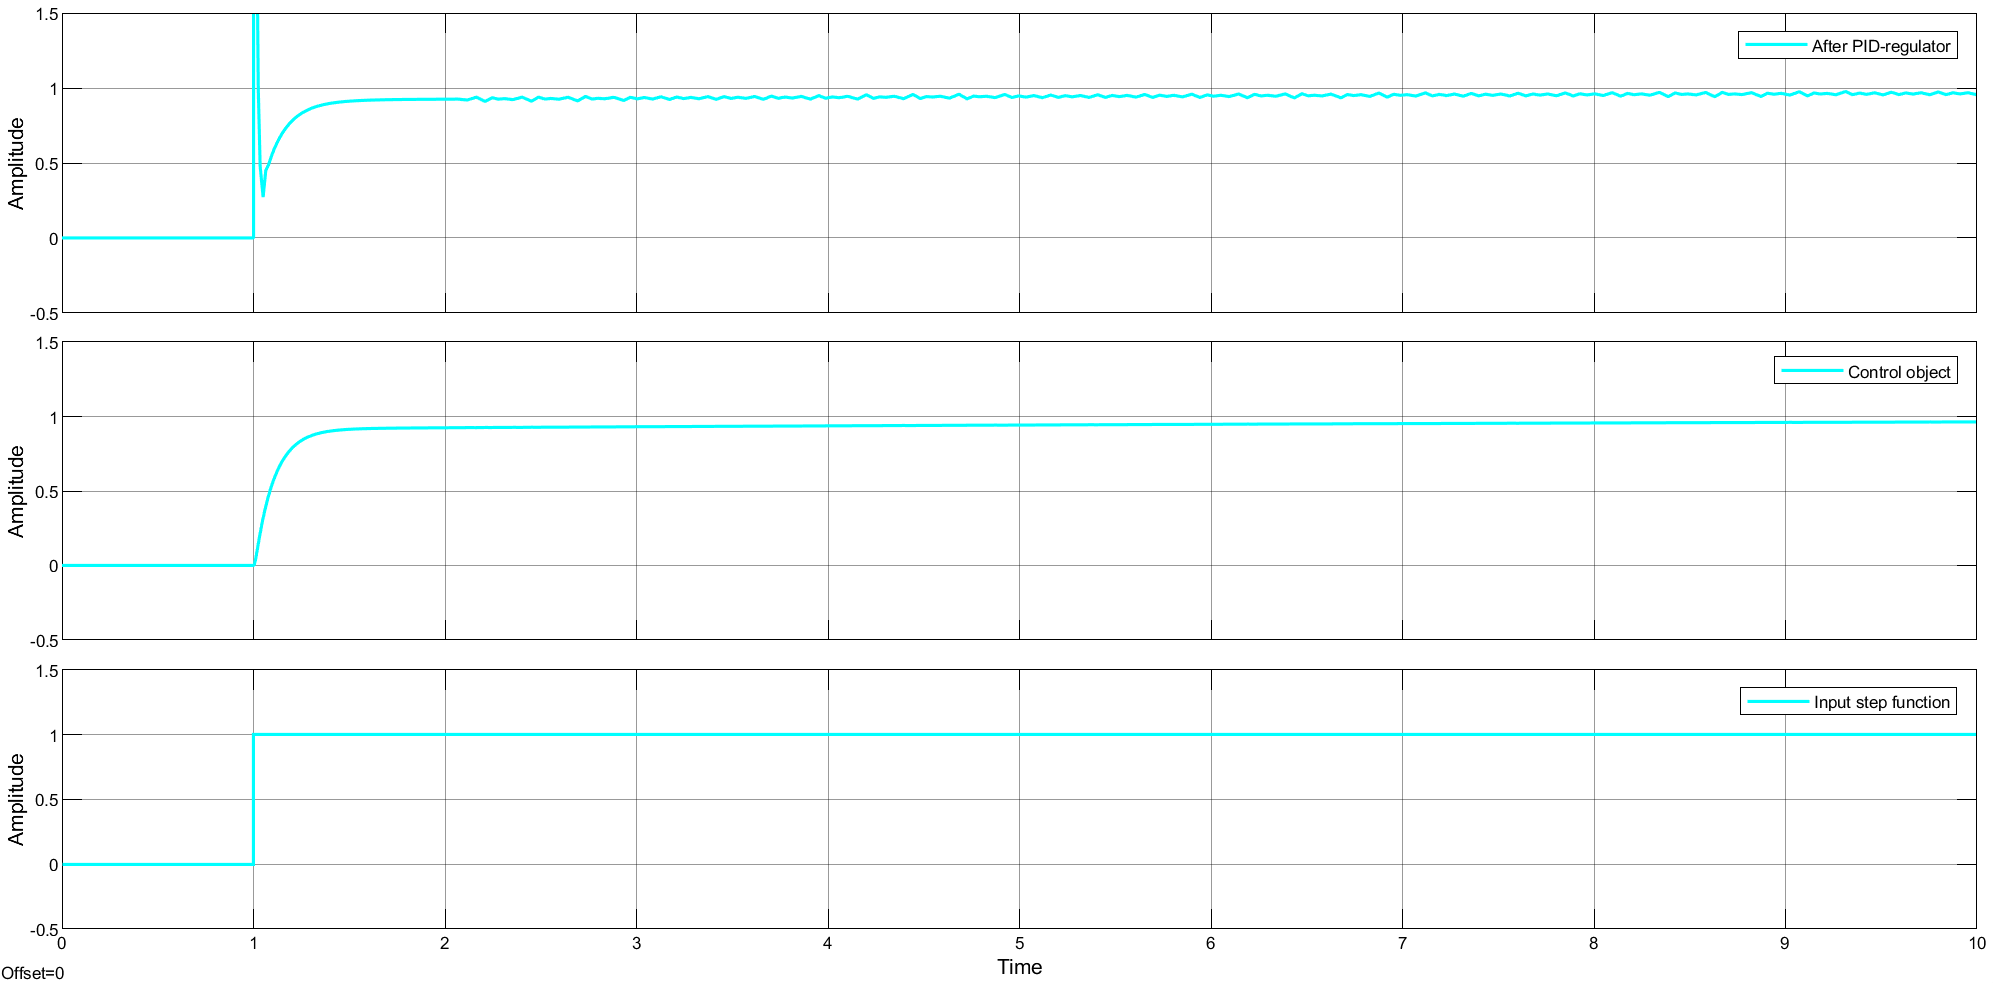 1.5
1
0.5
0
-0.5
Amplitude
After PID-regulator
1.5
1
0.5
0
-0.5
Amplitude
Control object
1.5
1
0.5
0
-0.5
Amplitude
Input step function
0 1 2 3 4 5 6 7 8 9 10
Time
Offset=0